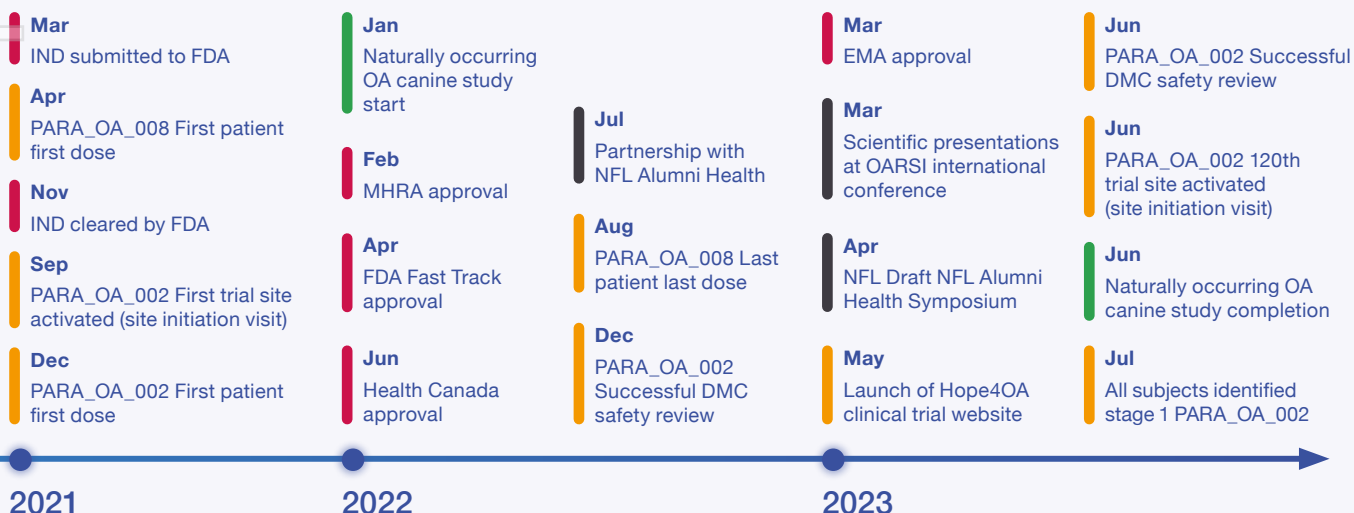 Mar
IND submitted to FDA
Apr
PARA_OA_008 First patient
first dose
Nov
IND cleared by FDA
Sep
PARA_OA_002 First trial site
activated (site initiation visit)
Dec
PARA_OA_002 First patient
first dose
Jan
Naturally occurring
OA canine study
start
Feb
MHRA approval
Apr
FDA Fast Track
approval
Jun
Health Canada
approval
Jul
Partnership with
NFL Alumni Health
Aug
PARA_OA_008 Last
patient last dose
Dec
PARA_OA_002
Successful DMC
safety review
Mar
EMA approval
Mar
Scientific presentations
at OARSI international
conference
Apr
NFL Draft NFL Alumni
Health Symposium
May
Launch of Hope4OA
clinical trial website
Jun
PARA_OA_002 Successful
DMC safety review
Jun
PARA_OA_002 120th
trial site activated
(site initiation visit)
Jun
Naturally occurring OA
canine study completion
Jul
All subjects identified
stage 1 PARA_OA_002
2021
2022
2023